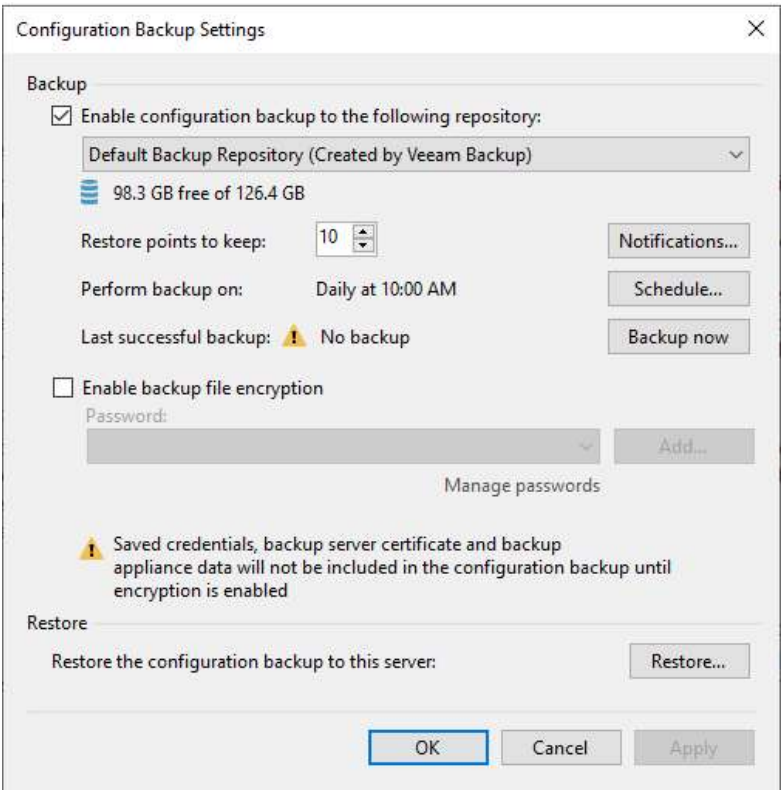 Configuration Backup Settings
Backup
Enable configuration backup to the following repository:
Default Backup Repository (Created by Veeam Backup)
98.3 GB free of 126.4 GB
Restore points to keep: 10 Notifications...
Perform backup on: Daily at 10:00 AM Schedule...
Last successful backup: No backup Backup now
Enable backup file encryption
Password:
Add...
Manage passwords
Saved credentials, backup server certificate and backup
appliance data will not be included in the configuration backup until
encryption is enabled
Restore
Restore the configuration backup to this server: Restore...
OK Cancel Apply